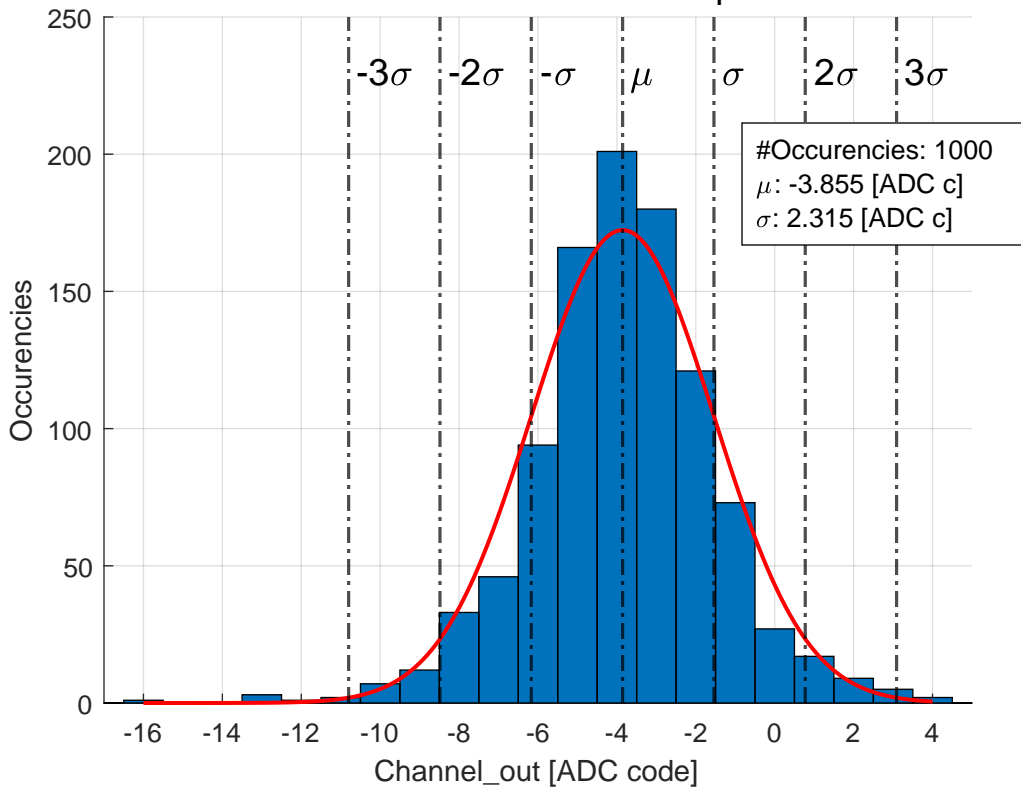 250
200
150
100
50
0
-3σ
-2σ
-σ
μ
σ
2σ
3σ
#Occurencies: 1000
μ: -3.855 [ADC c]
σ: 2.315 [ADC c]
Occurencies
-16
-14
-12
-10
-8
-6
-4
-2
0
2
4
Channel_out [ADC code]